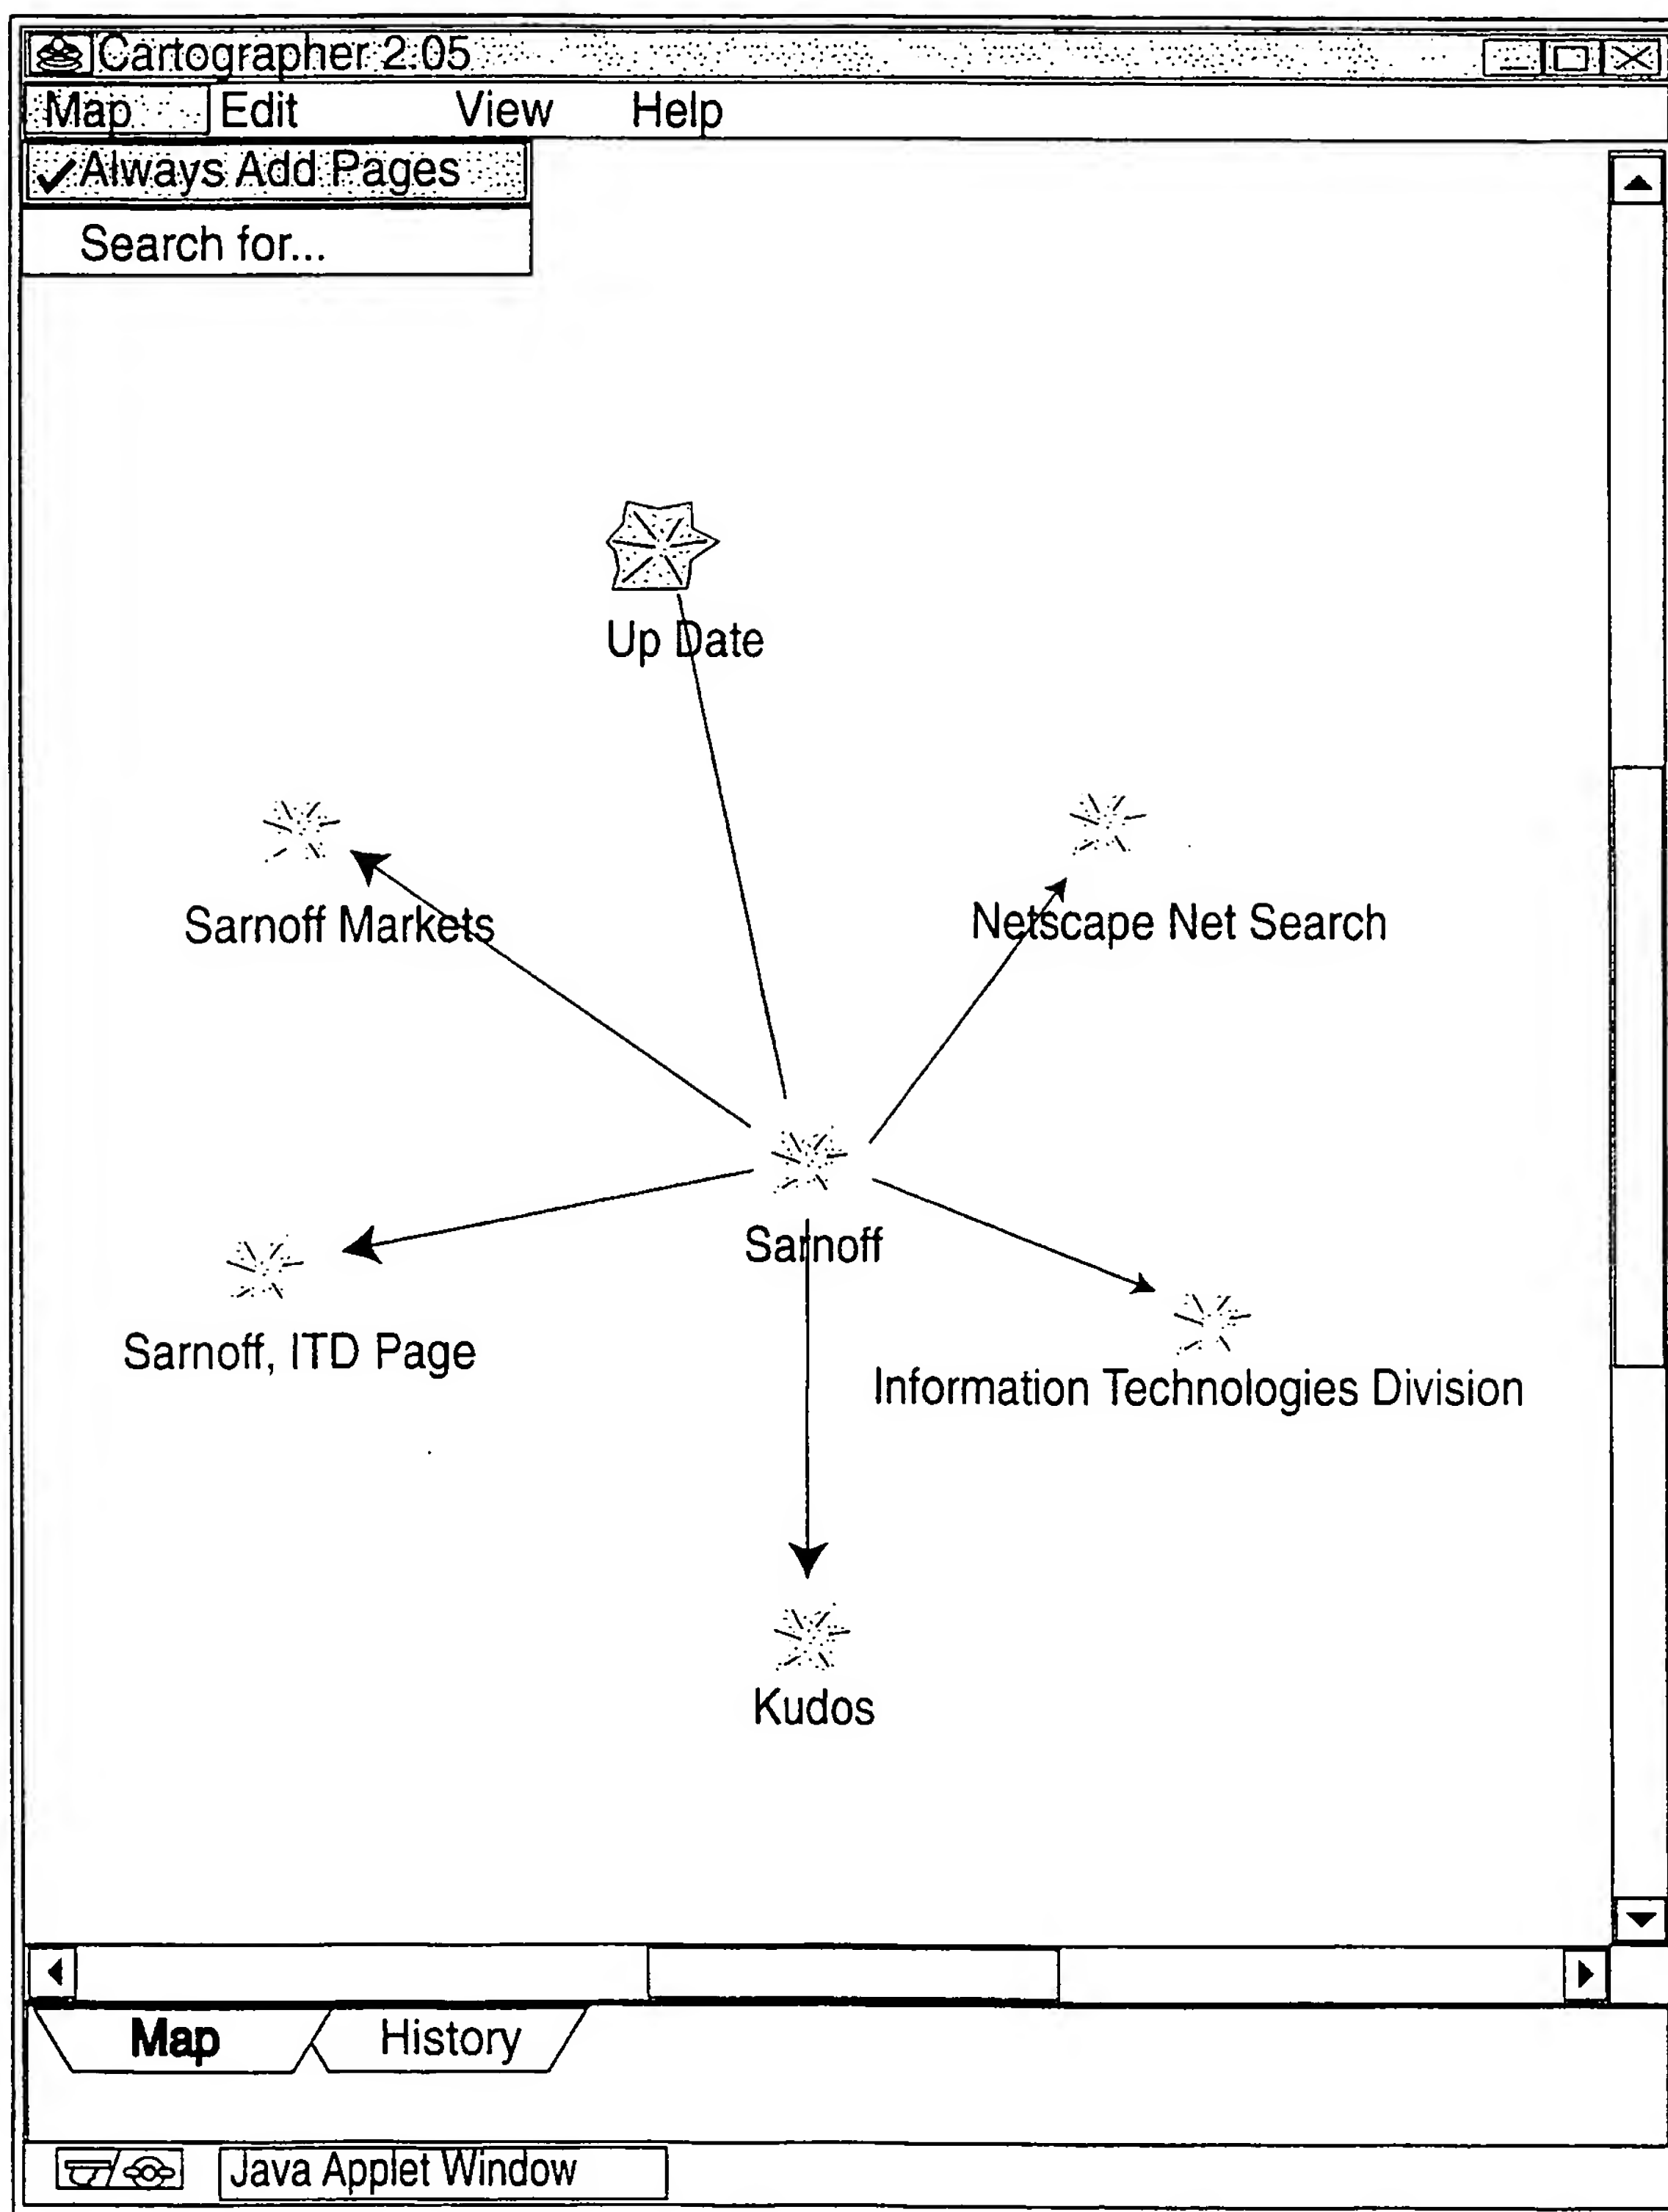 Cartographer 2.05
Map Edit View Help
Always Add Pages
Search for...
Up Date
Sarnoff Markets
Netscape Net Search
Sarnoff
Sarnoff, ITD Page
Information Technologies Division
Kudos
Map History
Java Applet Window